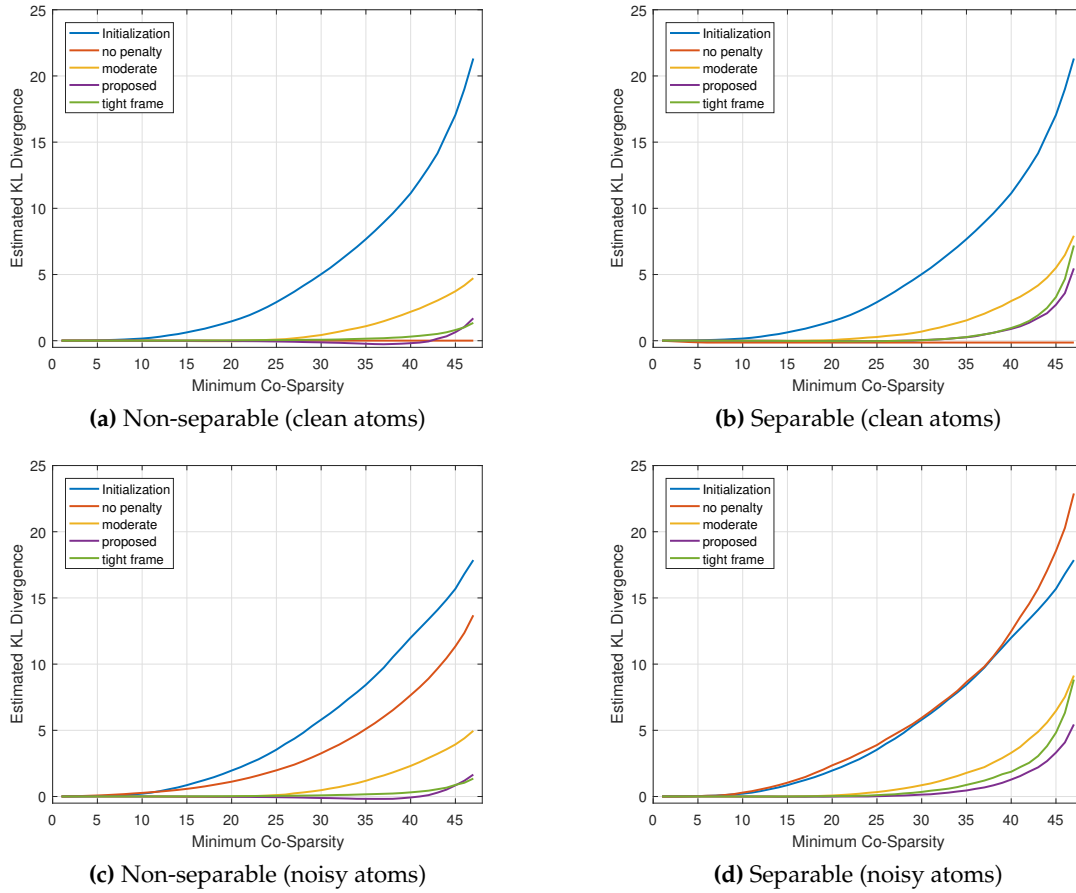 25
20
15
10
5
0
Estimated KL Divergence
Initialization
no penalty
moderate
proposed
tight frame
0 5 10 15 20 25 30 35 40 45
Minimum Co-Sparsity
(a) Non-separable (clean atoms)
25
20
15
10
5
0
Estimated KL Divergence
Initialization
no penalty
moderate
proposed
tight frame
0 5 10 15 20 25 30 35 40 45
Minimum Co-Sparsity
(b) Separable (clean atoms)
25
20
15
10
5
0
Estimated KL Divergence
Initialization
no penalty
moderate
proposed
tight frame
0 5 10 15 20 25 30 35 40 45
Minimum Co-Sparsity
(c) Non-separable (noisy atoms)
25
20
15
10
5
0
Estimated KL Divergence
Initialization
no penalty
moderate
proposed
tight frame
0 5 10 15 20 25 30 35 40 45
Minimum Co-Sparsity
(d) Separable (noisy atoms)